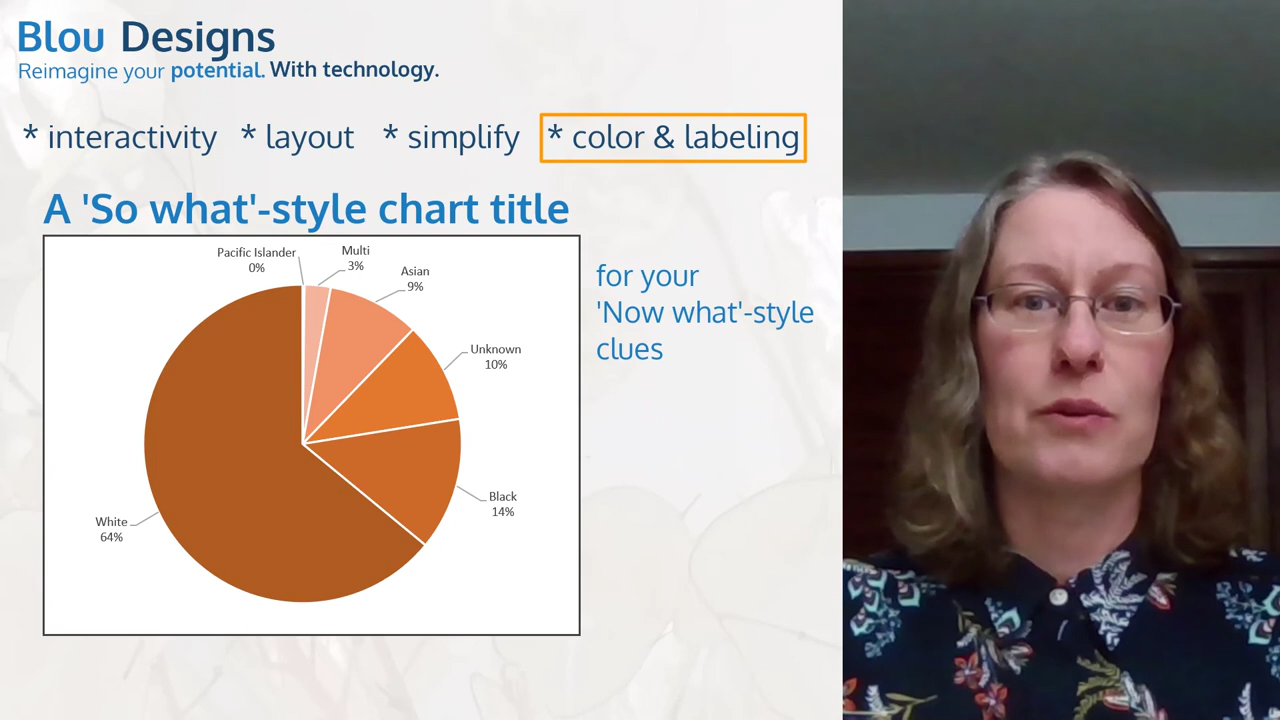 Blou Designs
Reimagine your potential. With technology.
* interactivity * layout * simplify * color & labeling
A 'So what'-style chart title
Pacific Islander
0%
Multi
3%
Asian
9%
Unknown
10%
Black
14%
White
64%
for your
'Now what'-style
clues